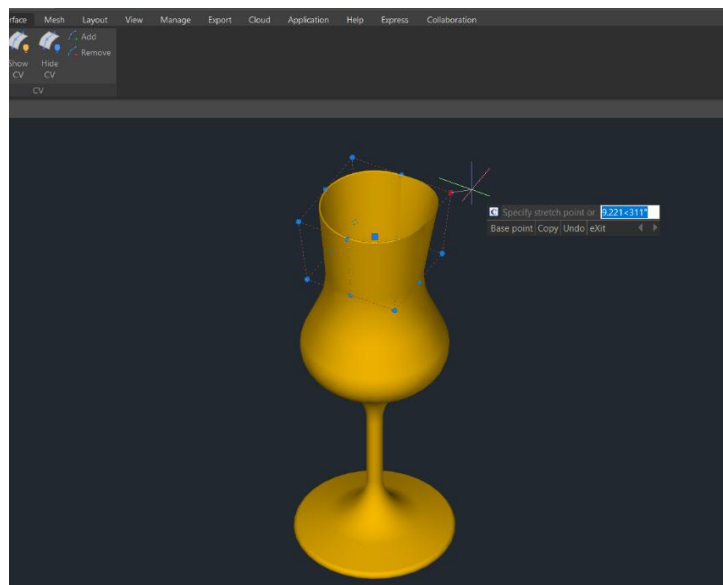 rface Mesh Layout View Manage Export Cloud Application Help Express Collaboration
Show Hide Add
CV CV Remove
CV
Specify stretch point or 9.221<311°
Base point Copy Undo eXit